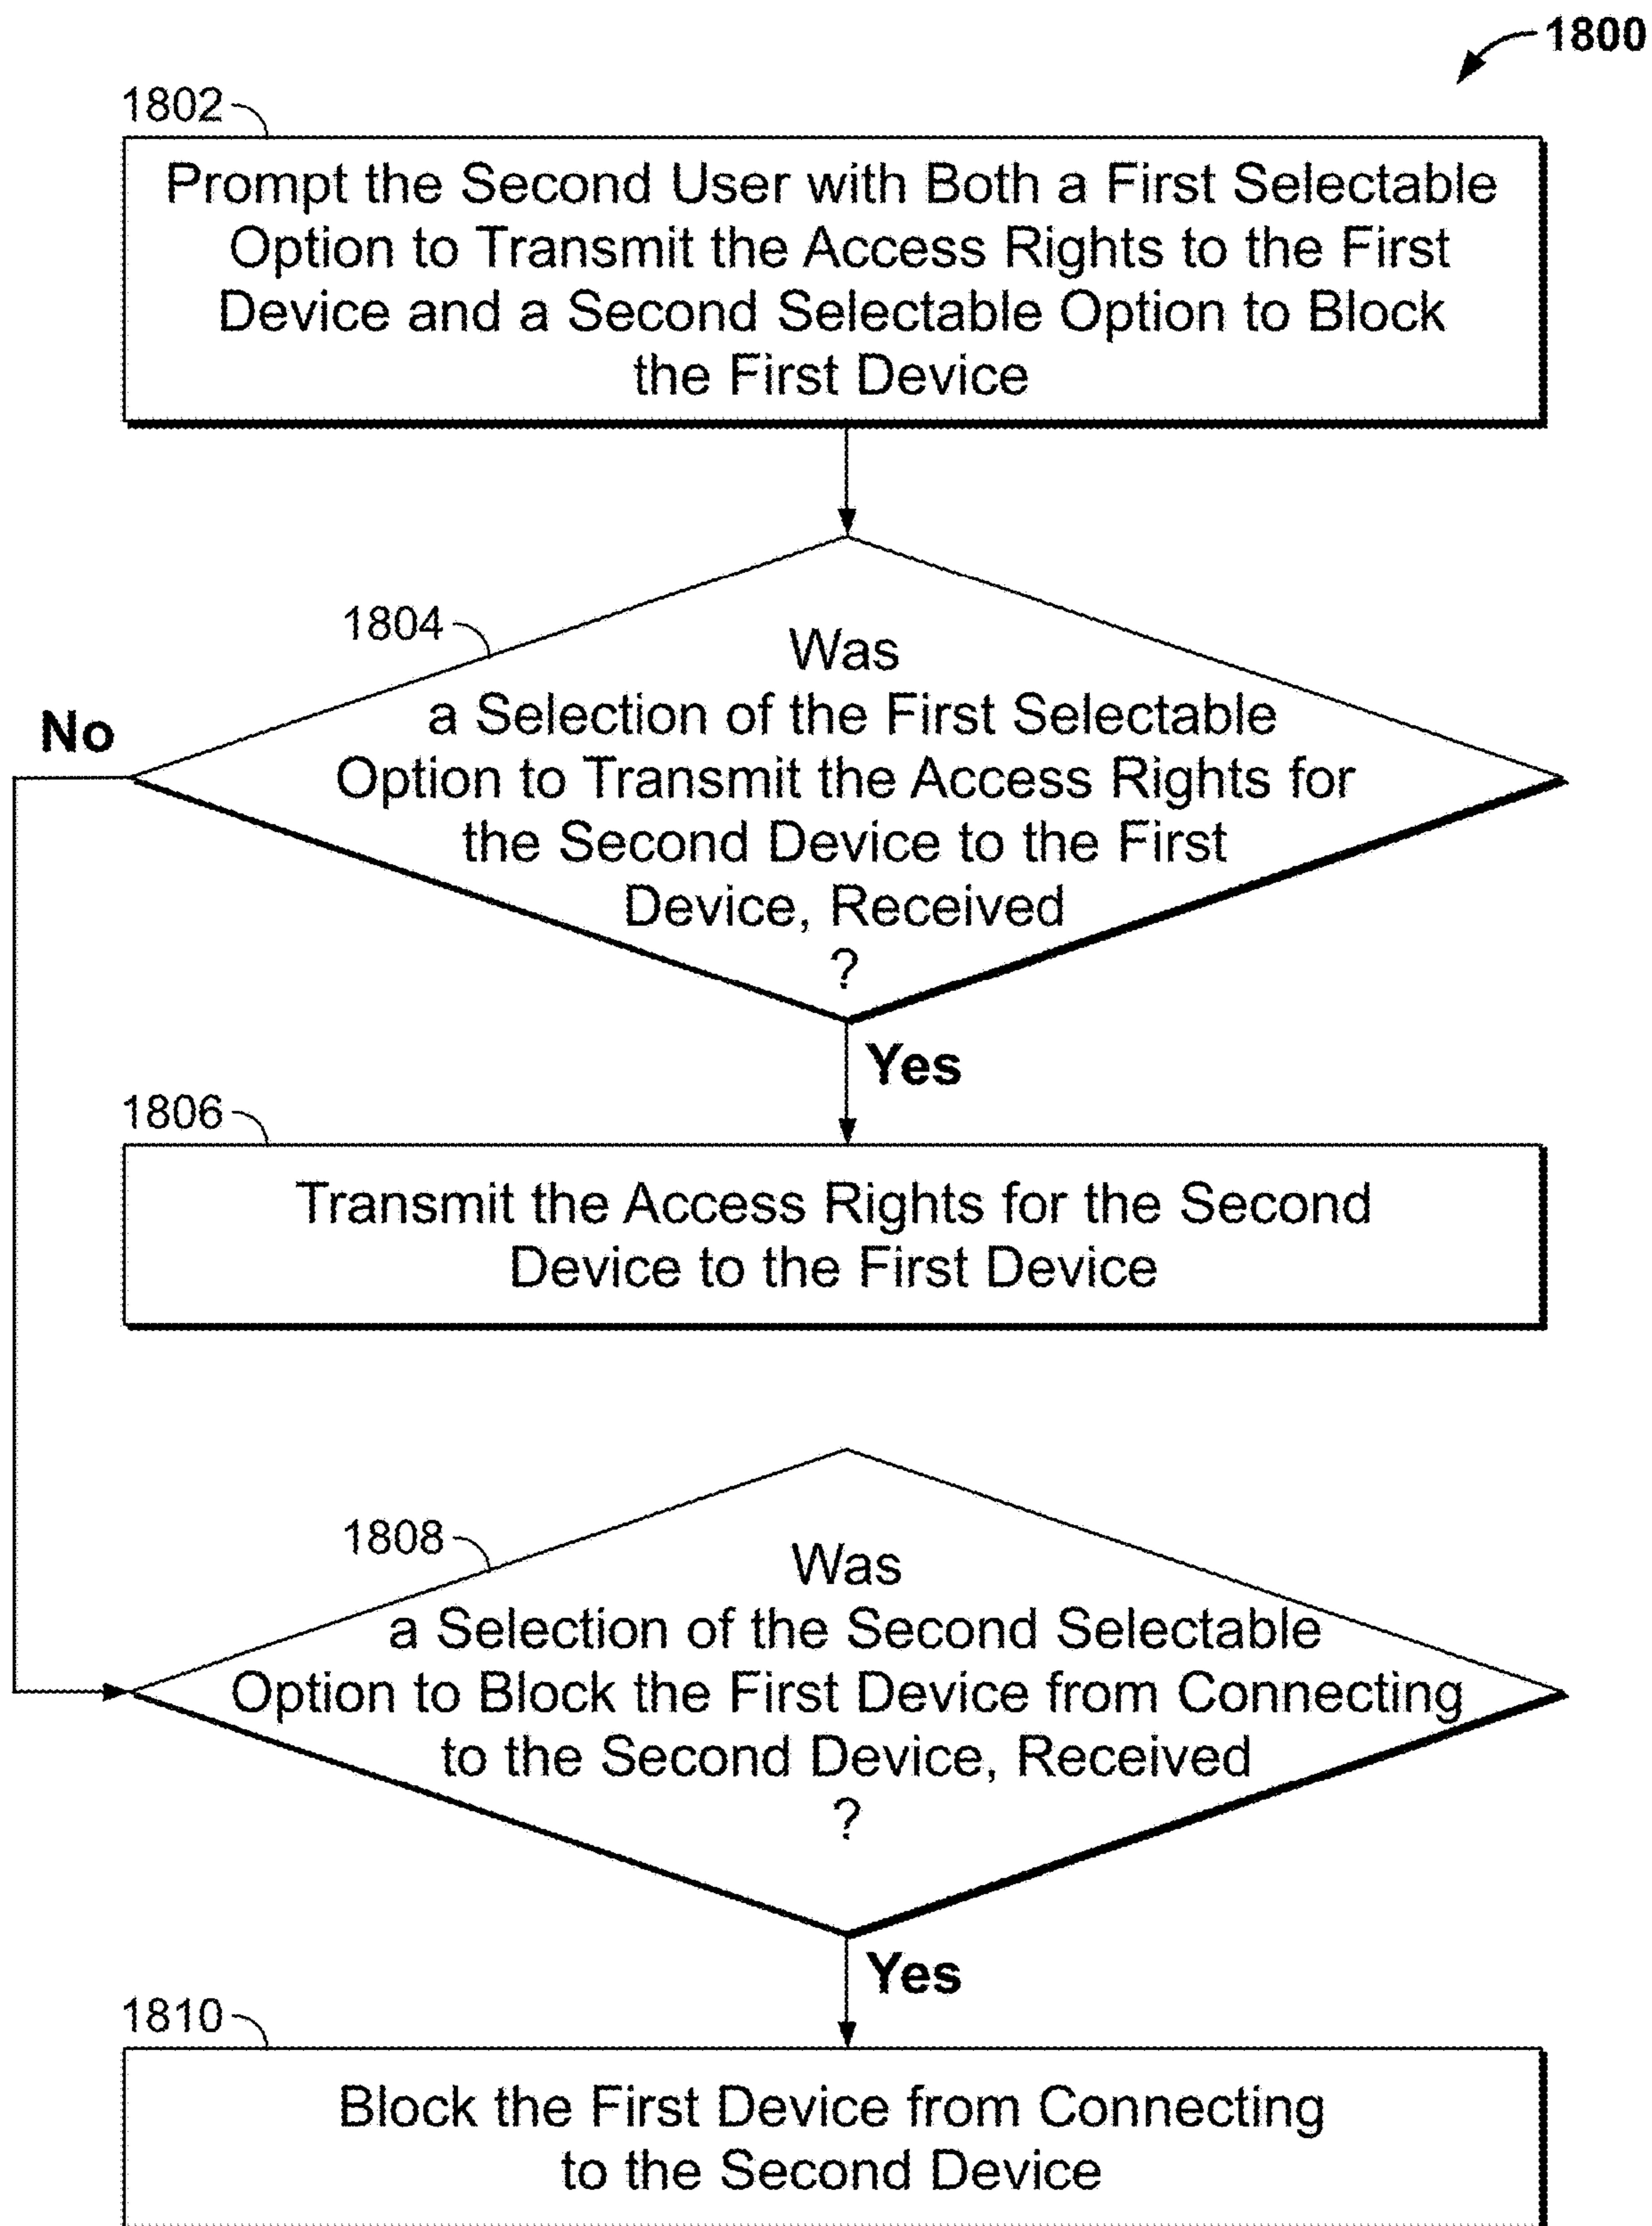 1800
1802
Prompt the Second User with Both a First Selectable
Option to Transmit the Access Rights to the First
Device and a Second Selectable Option to Block
the First Device
1804
Was
a Selection of the First Selectable
Option to Transmit the Access Rights for
the Second Device to the First
Device, Received
?
No
Yes
1806
Transmit the Access Rights for the Second
Device to the First Device
1808
Was
a Selection of the Second Selectable
Option to Block the First Device from Connecting
to the Second Device, Received
?
Yes
1810
Block the First Device from Connecting
to the Second Device